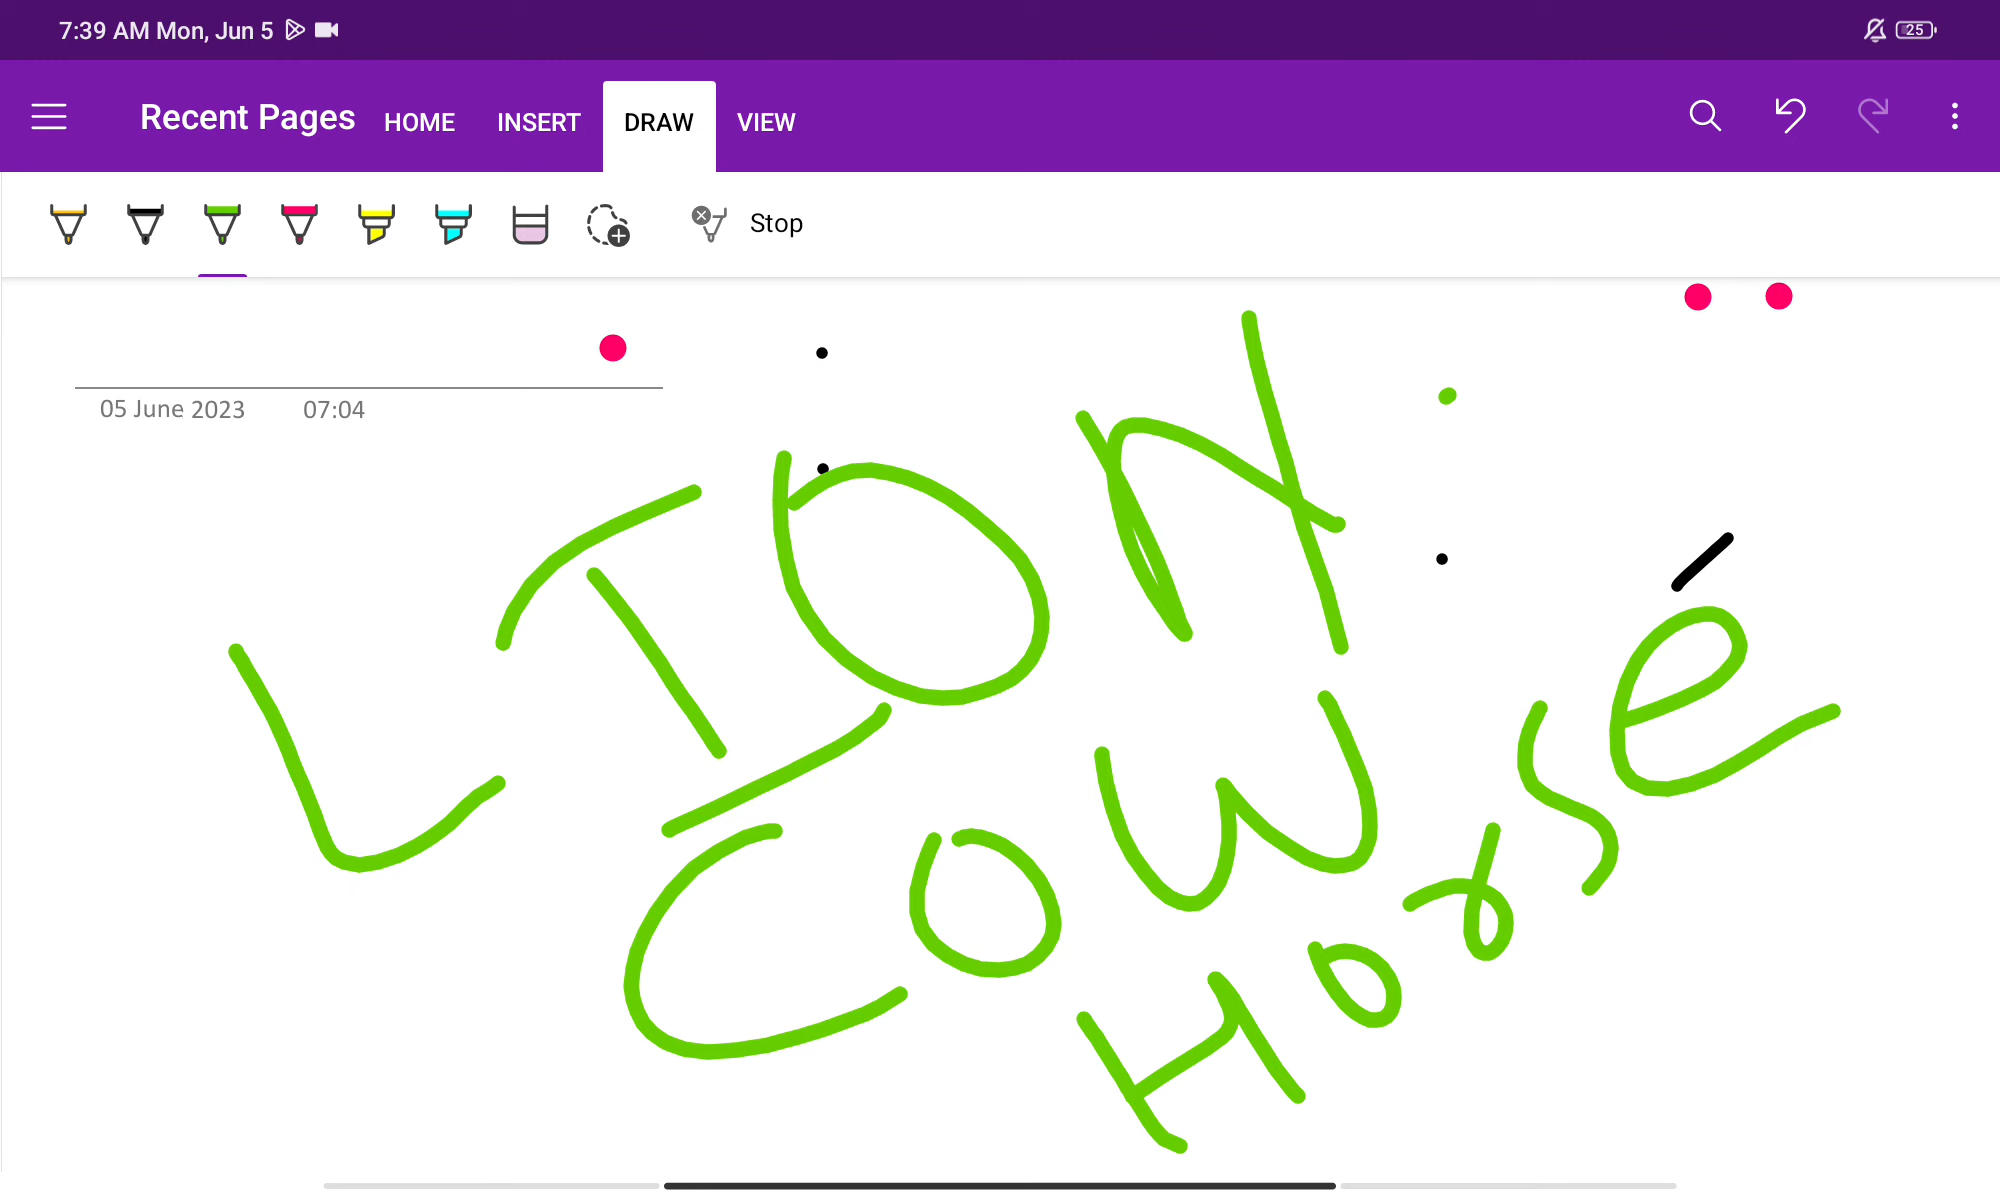 7:39 AM Mon, Jun 5
25
Recent Pages HOME INSERT DRAW VIEW
Stop
05 June 2023 07:04
LION
COW
Horse